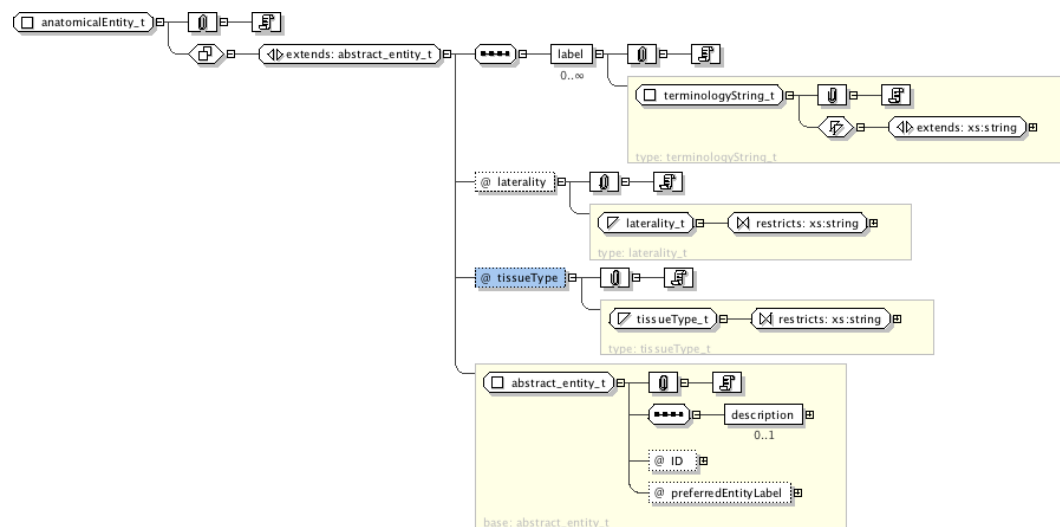 anatomicalEntity_t
extends: abstract_entity_t
label
0..∞
terminologyString_t
extends: xs:string
type: terminologyString_t
@ laterality
laterality_t
restricts: xs:string
type: laterality_t
@ tissueType
tissueType_t
restricts: xs:string
type: tissueType_t
abstract_entity_t
description
0..1
@ ID
@ preferredEntityLabel
base: abstract_entity_t